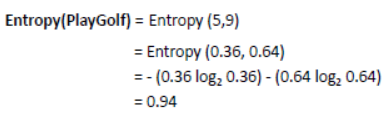 Entropy(PlayGolf) = Entropy (5,9)
= Entropy (0.36, 0.64)
= - (0.36 log₂ 0.36) - (0.64 log₂ 0.64)
= 0.94